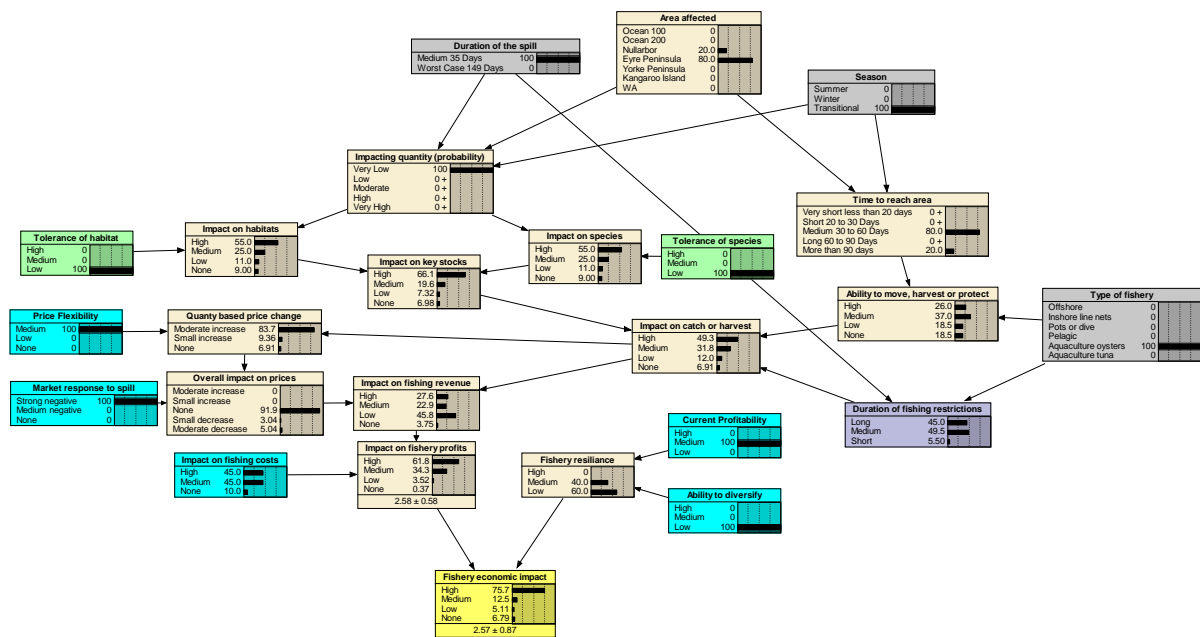 Area affected
Ocean 100 0
Ocean 200 0
Nullarbor 20.0
Eyre Peninsula 80.0
Yorke Peninsula 0
Kangaroo Island 0
WA 0
Duration of the spill
Medium 35 Days 100
Worst Case 149 Days 0
Season
Summer 0
Winter 0
Transitional 100
Impacting quantity (probability)
Very Low 100
Low 0 +
Moderate 0 +
High 0 +
Very High 0 +
Time to reach area
Very short less than 20 days 0 +
Short 20 to 30 Days 0 +
Medium 30 to 60 Days 80.0
Long 60 to 90 Days 0 +
More than 90 days 20.0
Tolerance of habitat
High 0
Medium 0
Low 100
Impact on habitats
High 55.0
Medium 25.0
Low 11.0
None 9.00
Impact on species
High 55.0
Medium 25.0
Low 11.0
None 9.00
Tolerance of species
High 0
Medium 0
Low 100
Impact on key stocks
High 66.1
Medium 19.6
Low 7.32
None 6.98
Ability to move, harvest or protect
High 26.0
Medium 37.0
Low 18.5
None 18.5
Type of fishery
Offshore 0
Inshore line nets 0
Pots or dive 0
Pelagic 0
Aquaculture oysters 100
Aquaculture tuna 0
Price Flexibility
Medium 100
Low 0
None 0
Quanty based price change
Moderate increase 83.7
Small increase 9.36
None 6.91
Impact on catch or harvest
High 49.3
Medium 31.8
Low 12.0
None 6.91
Market response to spill
Strong negative 100
Medium negative 0
None 0
Overall impact on prices
Moderate increase 0
Small increase 0
None 91.9
Small decrease 3.04
Moderate decrease 5.04
Impact on fishing revenue
High 27.6
Medium 22.9
Low 45.8
None 3.75
Duration of fishing restrictions
Long 45.0
Medium 49.5
Short 5.50
Current Profitability
High 0
Medium 100
Low 0
Impact on fishing costs
High 45.0
Medium 45.0
None 10.0
Impact on fishery profits
High 61.8
Medium 34.3
Low 3.52
None 0.37
2.58 ± 0.58
Fishery resiliance
High 0
Medium 40.0
Low 60.0
Ability to diversify
High 0
Medium 0
Low 100
Fishery economic impact
High 75.7
Medium 12.5
Low 5.11
None 6.79
2.57 ± 0.87